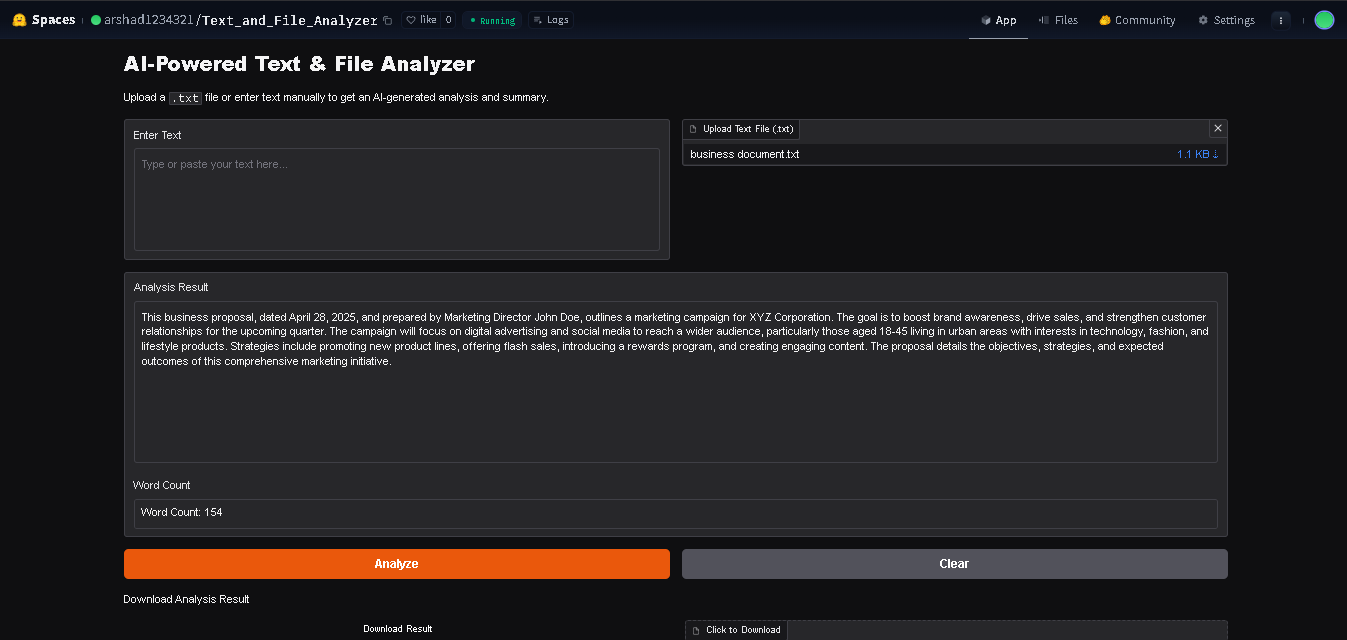 Spaces arshad1234321/Text_and_File_Analyzer like 0 Running Logs App Files Community Settings
AI-Powered Text & File Analyzer
Upload a .txt file or enter text manually to get an AI-generated analysis and summary.
Enter Text
Type or paste your text here...
Upload Text File (.txt)
business document.txt 1.1 KB ↓
Analysis Result
This business proposal, dated April 28, 2025, and prepared by Marketing Director John Doe, outlines a marketing campaign for XYZ Corporation. The goal is to boost brand awareness, drive sales, and strengthen customer
relationships for the upcoming quarter. The campaign will focus on digital advertising and social media to reach a wider audience, particularly those aged 18-45 living in urban areas with interests in technology, fashion, and
lifestyle products. Strategies include promoting new product lines, offering flash sales, introducing a rewards program, and creating engaging content. The proposal details the objectives, strategies, and expected
outcomes of this comprehensive marketing initiative.
Word Count
Word Count: 154
Analyze
Clear
Download Analysis Result
Download Result
Click to Download